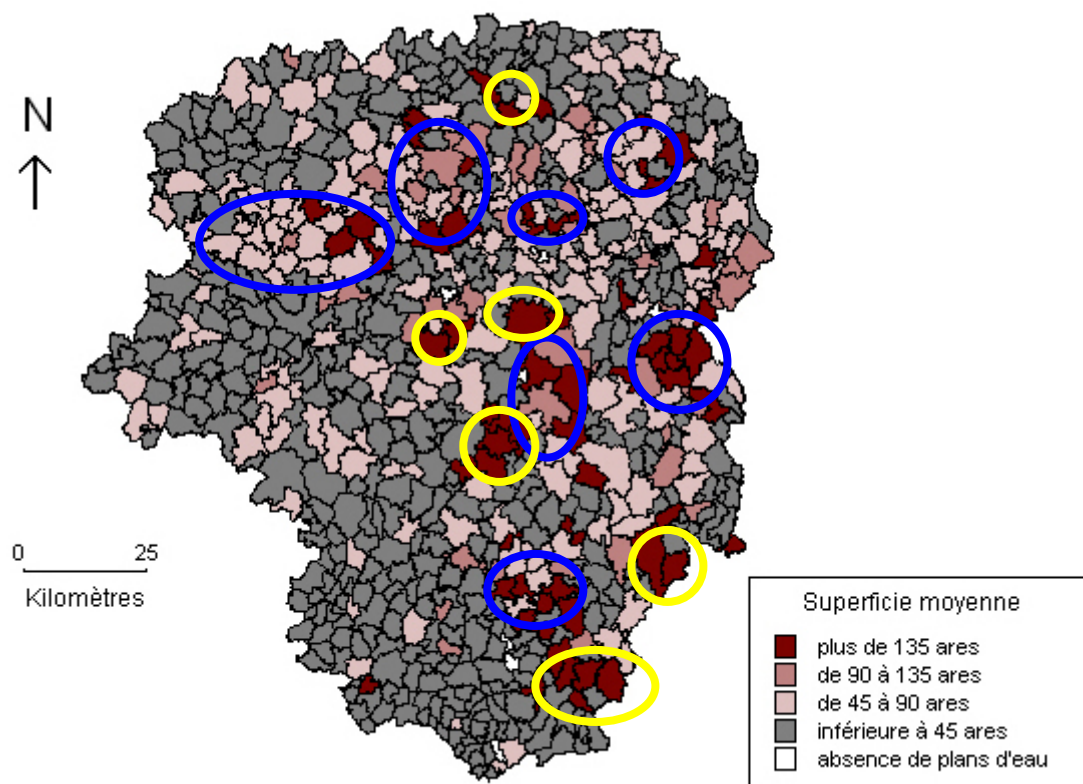 N
0 25
Kilomètres
Superficie moyenne
plus de 135 ares
de 90 à 135 ares
de 45 à 90 ares
inférieure à 45 ares
absence de plans d'eau